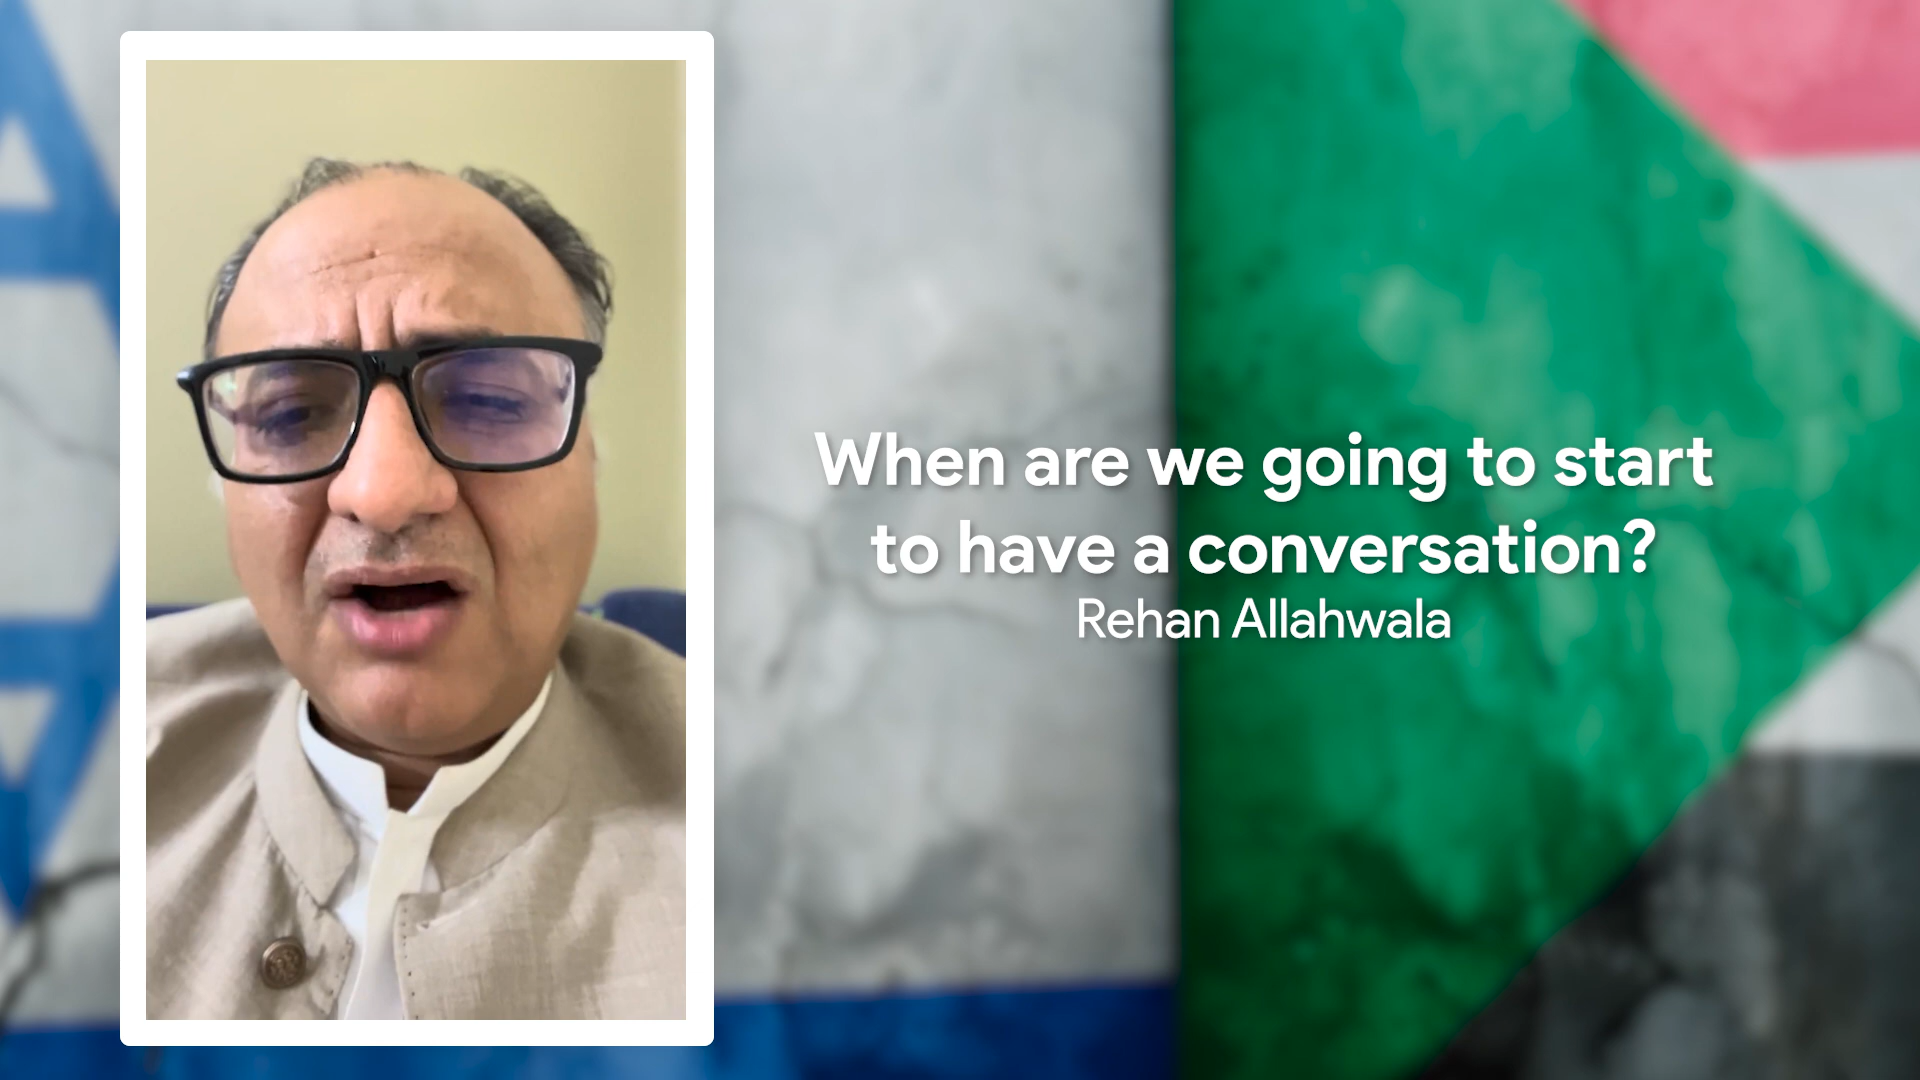 When are we going to start
to have a conversation?
Rehan Allahwala